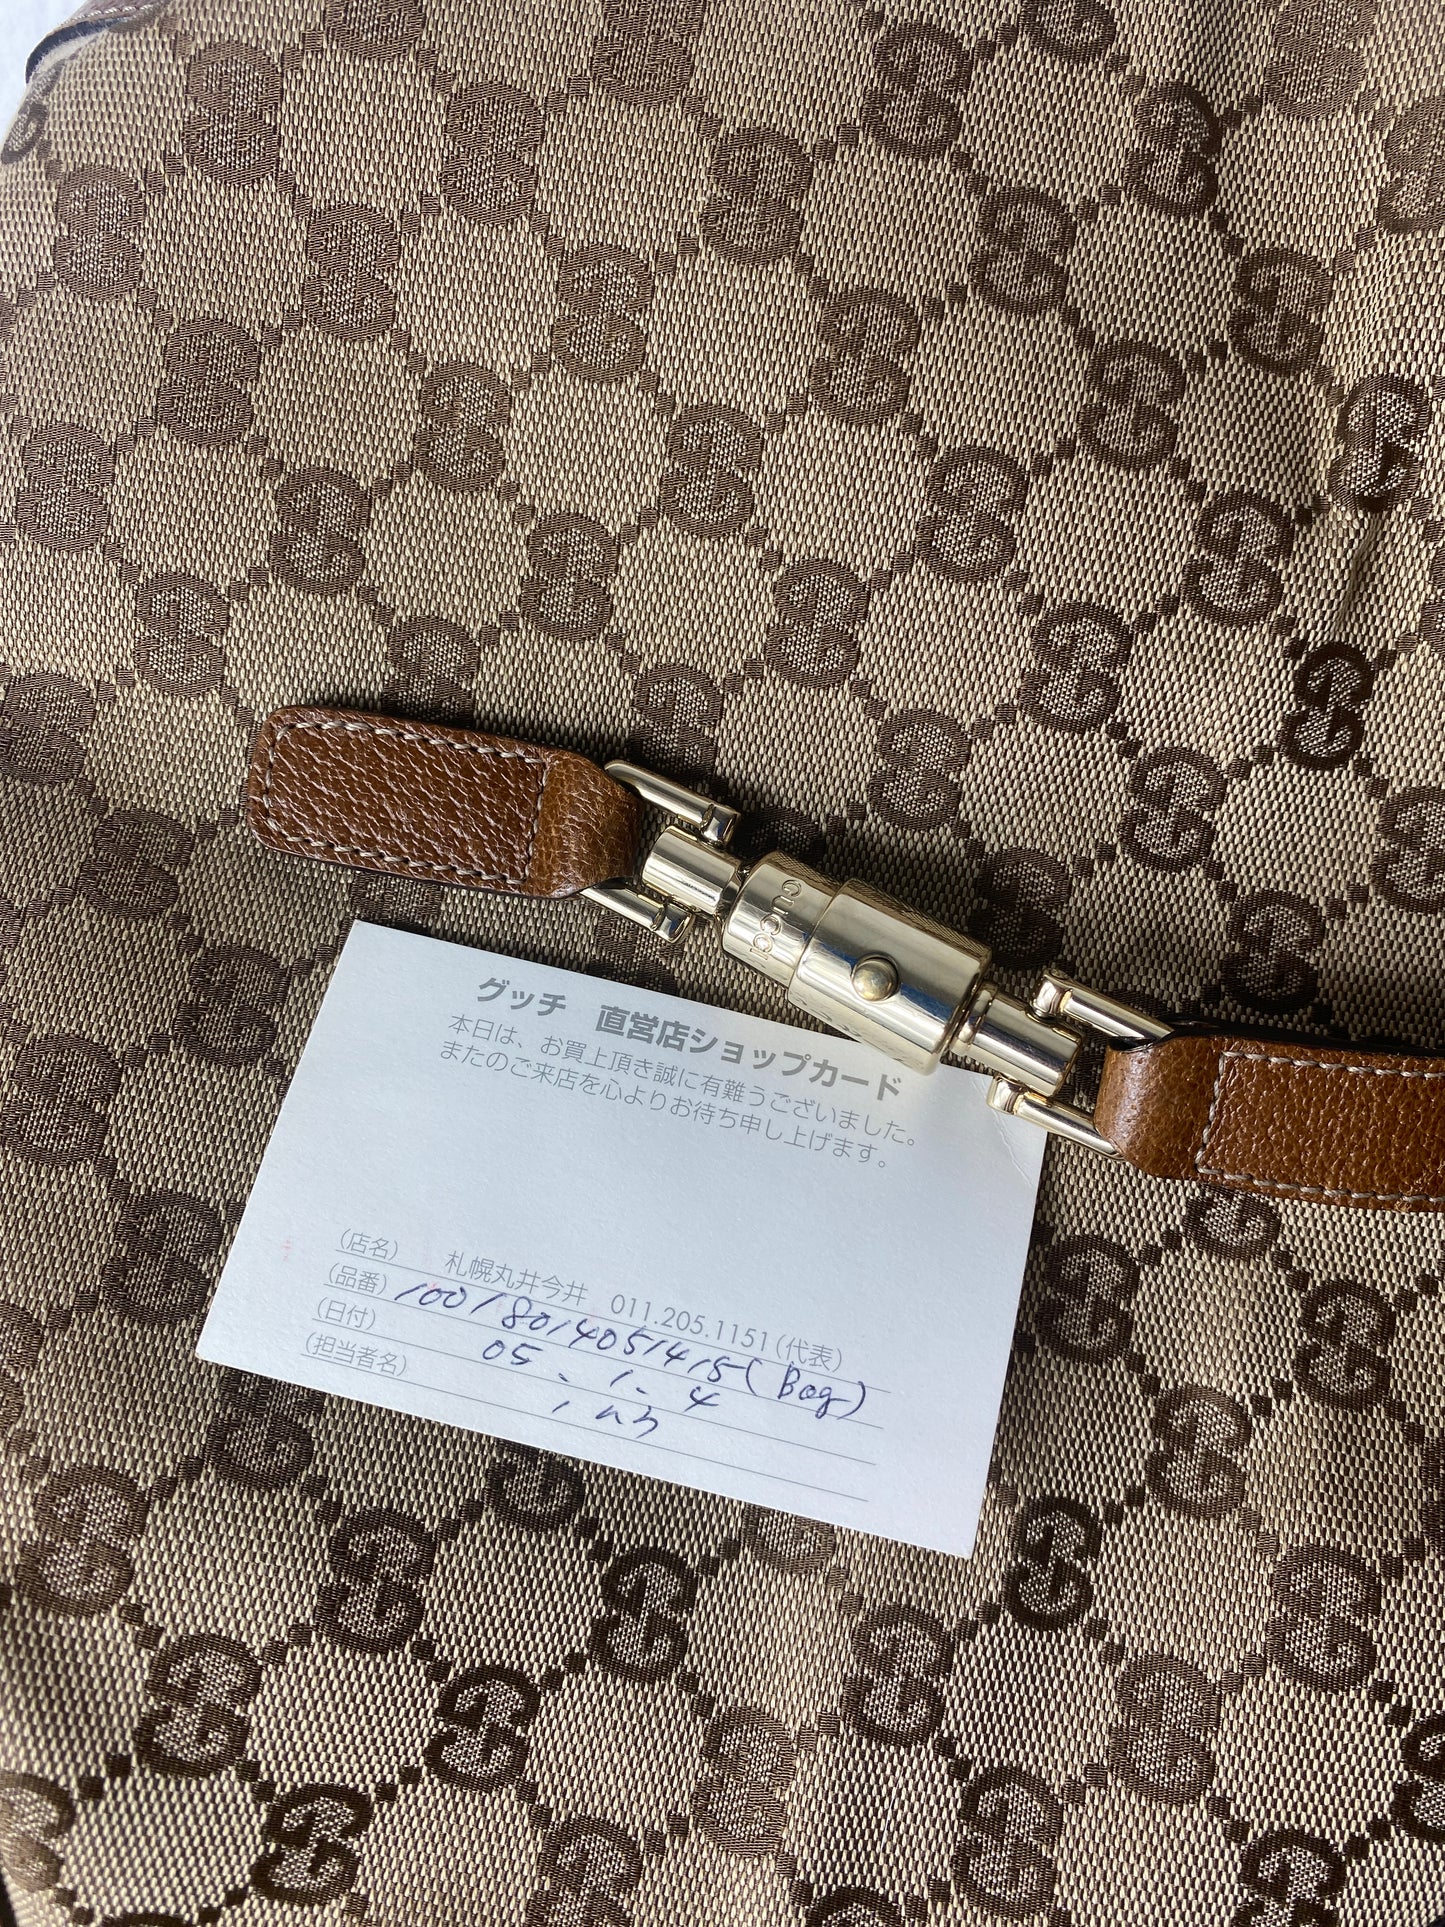 GUCCI
グッチ　直営店ショップカード
本日は、お買上頂き誠に有難うございました。
またのご来店を心よりお待ち申し上げます。
(店名)　札幌丸井今井　011.205.1151(代表)
(品番) 10018014051415(Bag)
(日付) 05. 1. 4
(担当者名)